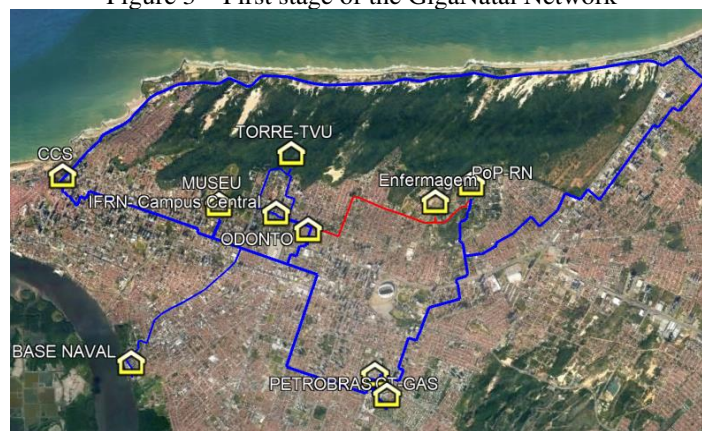 Figure 3 – First stage of the GigaNatal Network
TORRE-TVU
CCS
MUSEU
Enfermagem
PoP-RN
IFRN- Campus Central
ODONTO
BASE NAVAL
PETROBRAS CT-GAS